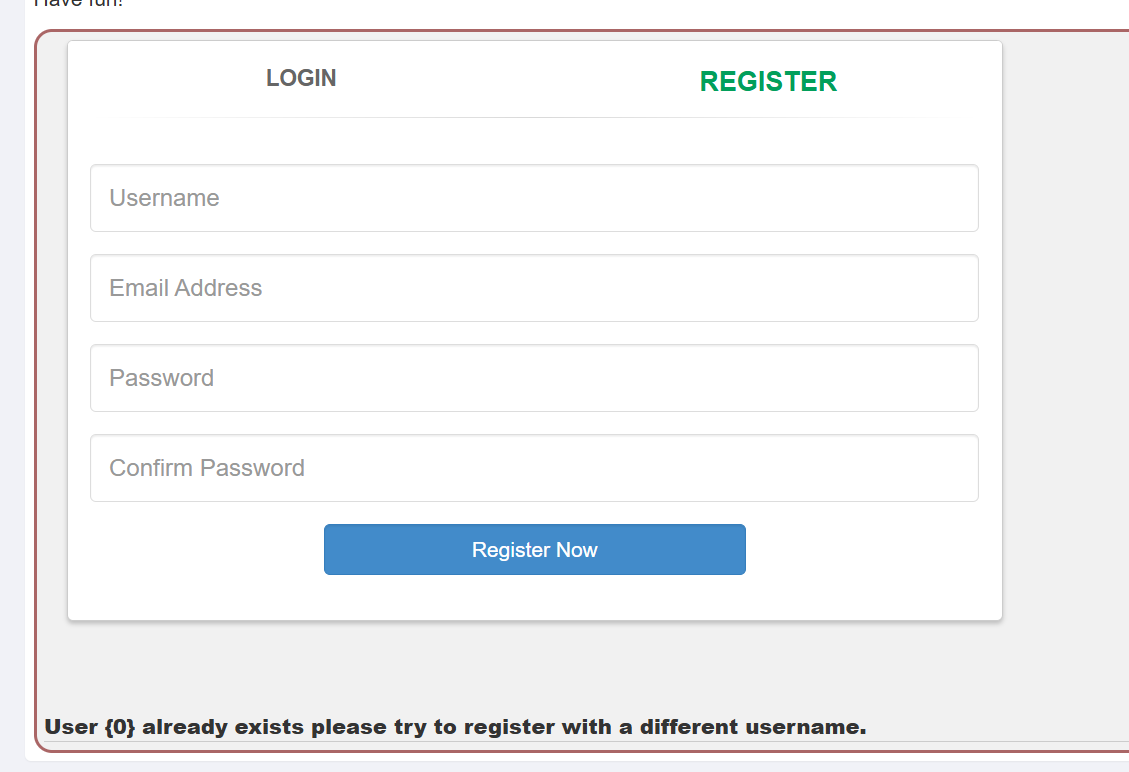 Have fun!
LOGIN
REGISTER
Username
Email Address
Password
Confirm Password
Register Now
User {0} already exists please try to register with a different username.